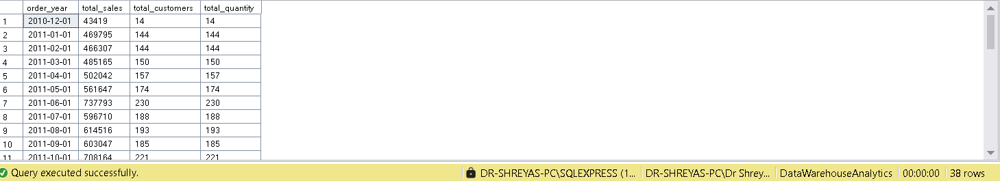 order_year total_sales total_customers total_quantity
1 2010-12-01 43419 14 14
2 2011-01-01 469795 144 144
3 2011-02-01 466307 144 144
4 2011-03-01 485165 150 150
5 2011-04-01 502042 157 157
6 2011-05-01 561647 174 174
7 2011-06-01 737793 230 230
8 2011-07-01 596710 188 188
9 2011-08-01 614516 193 193
10 2011-09-01 603047 185 185
11 2011-10-01 708164 221 221
Query executed successfully. DR-SHREYAS-PC\SQLEXPRESS (1... DR-SHREYAS-PC\Dr Shrey... DataWarehouseAnalytics 00:00:00 38 rows